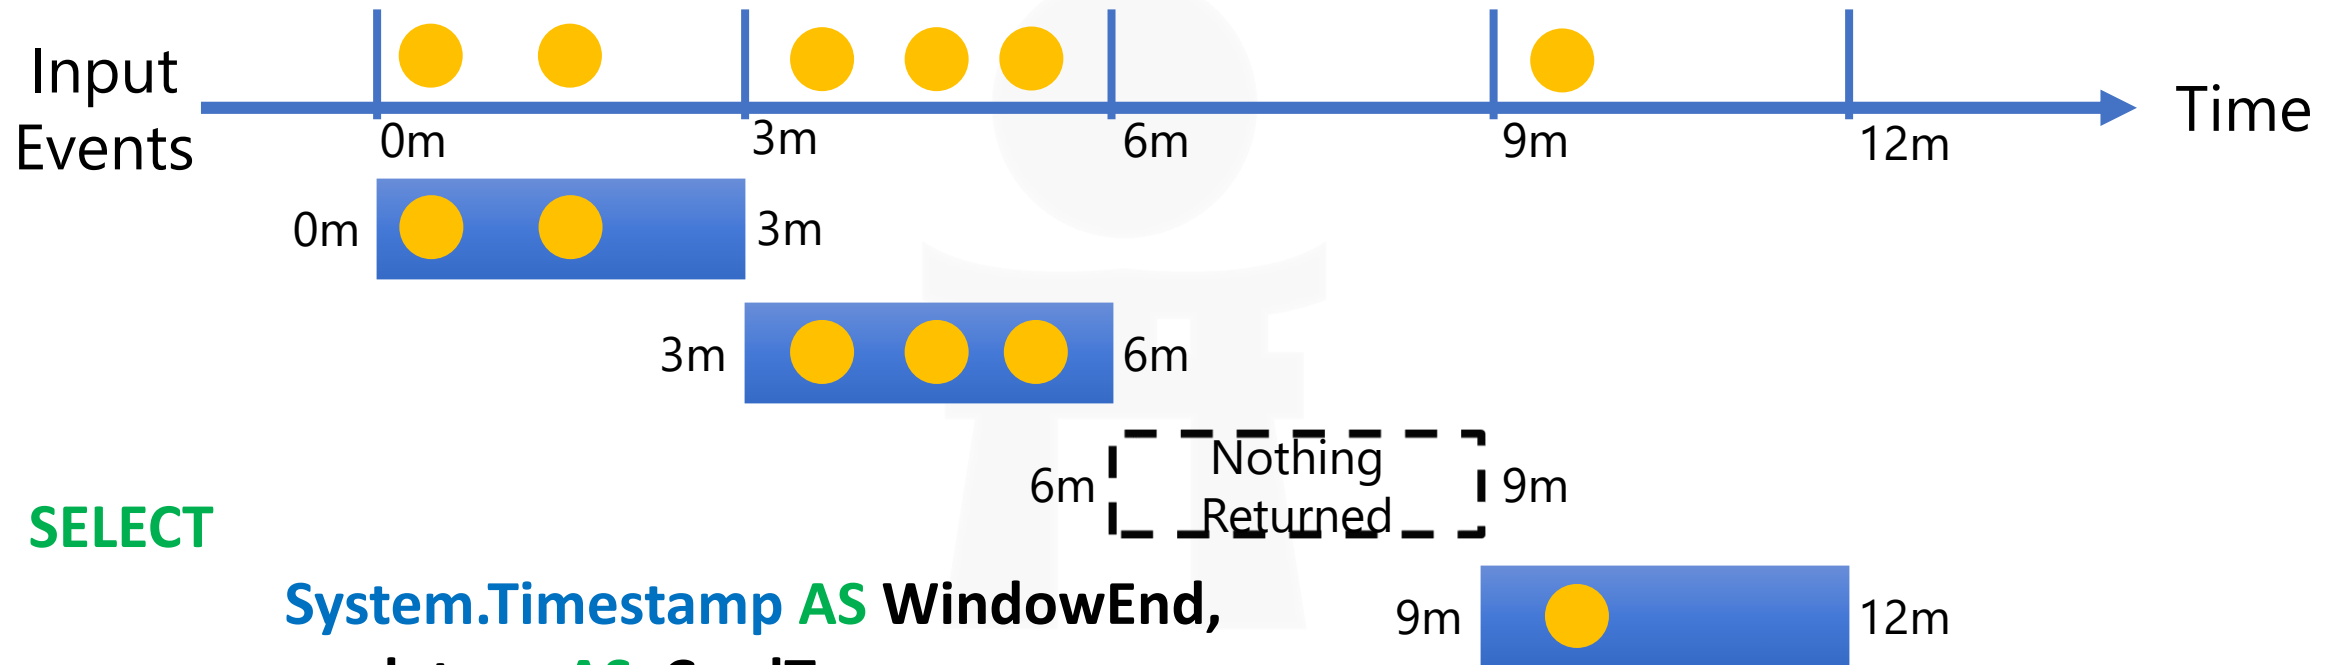 Input
Events
Time
0m
3m
6m
9m
12m
0m
3m
3m
6m
6m
Nothing
Returned
9m
SELECT
System.Timestamp AS WindowEnd,
9m
12m
AS